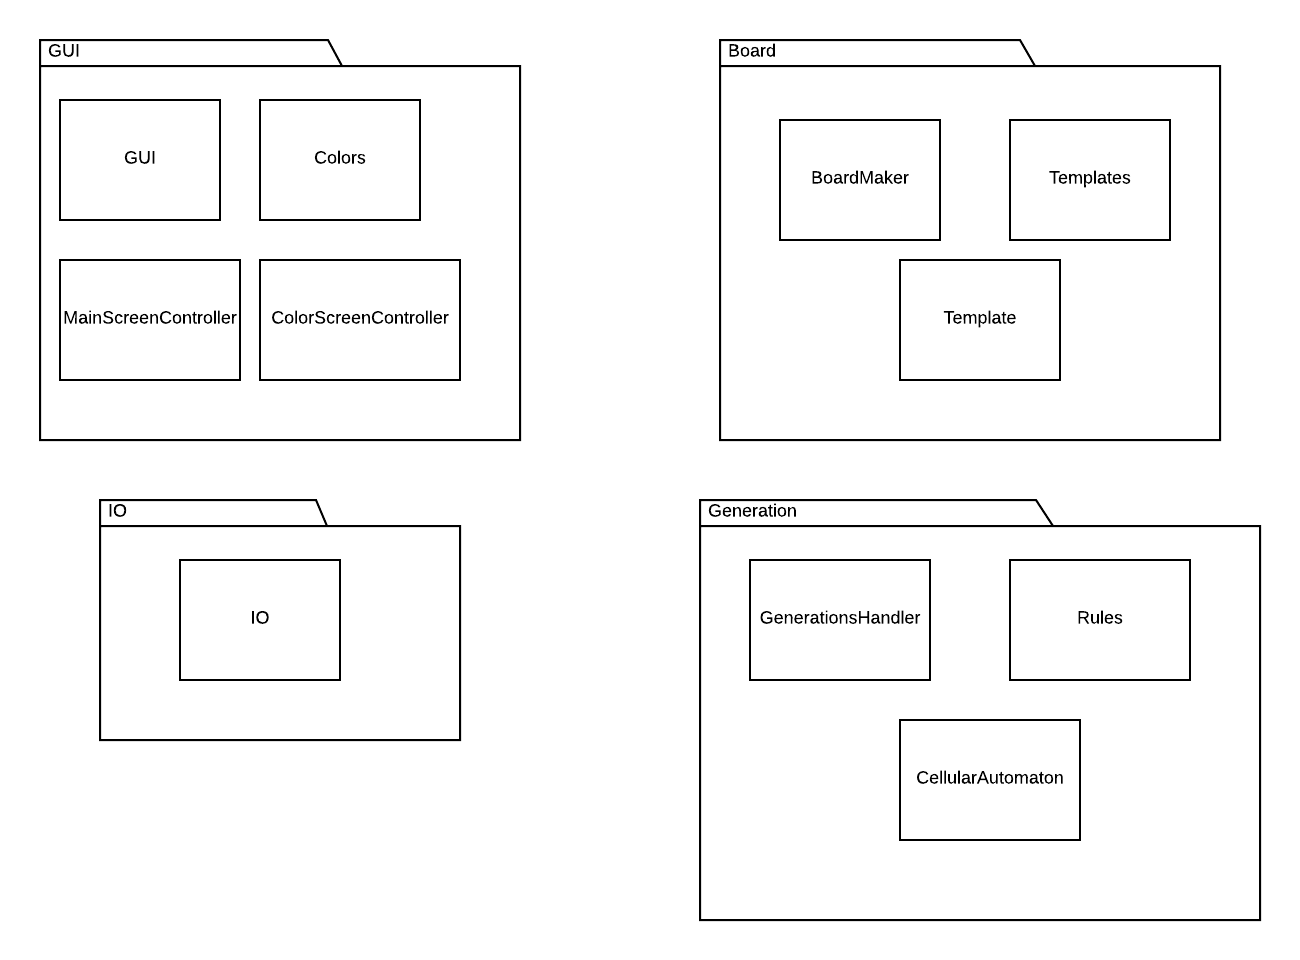 GUI
GUI
Colors
MainScreenController
ColorScreenController
Board
BoardMaker
Templates
Template
IO
IO
Generation
GenerationsHandler
Rules
CellularAutomaton